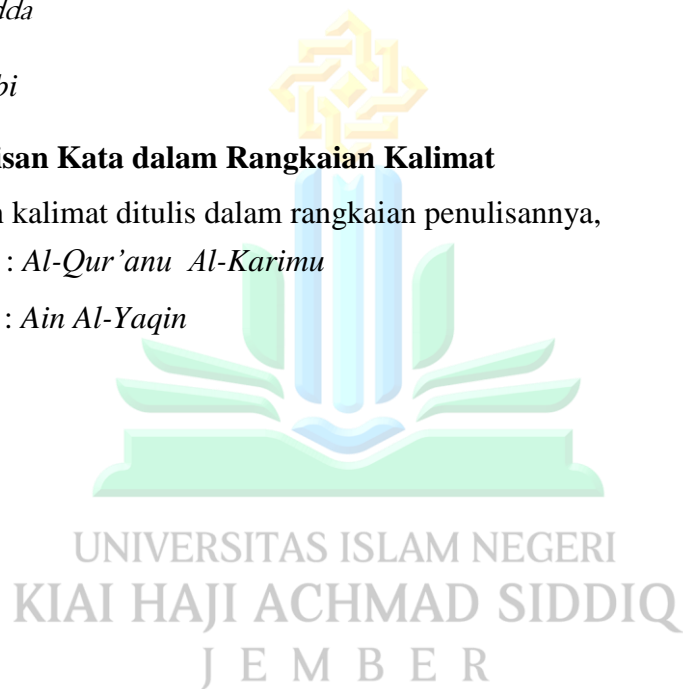 dda
bi
isan Kata dalam Rangkaian Kalimat
n kalimat ditulis dalam rangkaian penulisannya,
: Al-Qur’anu Al-Karimu
: Ain Al-Yaqin
UNIVERSITAS ISLAM NEGERI
KIAI HAJI ACHMAD SIDDIQ
J E M B E R